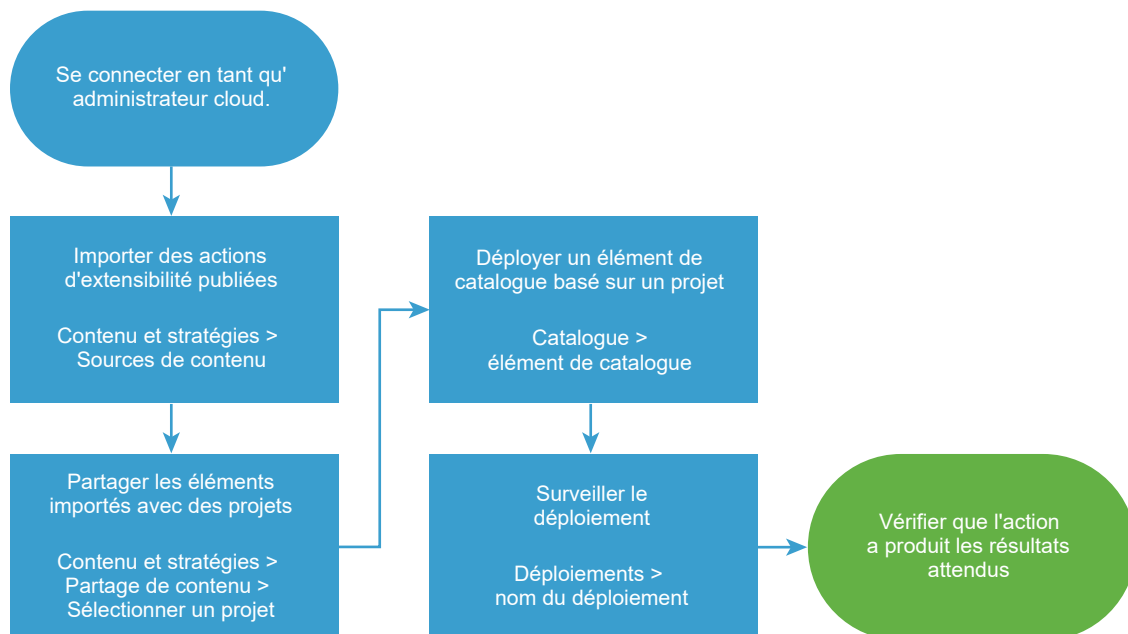 Se connecter en tant qu'
administrateur cloud.
Importer des actions
d'extensibilité publiées
Contenu et stratégies >
Sources de contenu
Partager les éléments
importés avec des projets
Contenu et stratégies >
Partage de contenu >
Sélectionner un projet
Déployer un élément de
catalogue basé sur un projet
Catalogue >
élément de catalogue
Surveiller le
déploiement
Déploiements >
nom du déploiement
Vérifier que l'action
a produit les résultats
attendus